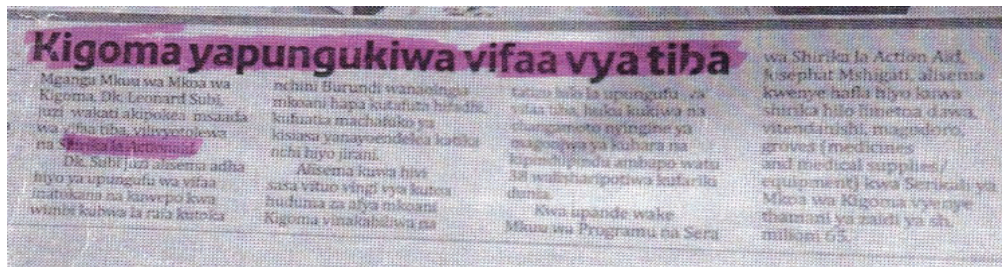 Kigoma yapungukiwa vifaa vya tiba
Mganga Mkuu wa Mkoa wa
Kigoma, Dk. Leonard Subi,
juzi wakati akipokea msaada
wa vifaa tiba, vilivyotolewa
na Shirika la Actionaid.
Dk. Subi juzi alisema adha
hiyo ya upungufu wa vifaa
inatokana na kuwepo kwa
wimbi kubwa la raia kutoka
nchini Burundi wanaoingia
mkoani hapa kutafuta hifadhi,
kufuatia machafuko ya
kisiasa yanayoendelea katika
nchi hiyo jirani.
Alisema kuwa hivi
sasa vituo vingi vya kutoa
huduma za afya mkoani
Kigoma vinakabiliwa na
tatizo hilo la upungufu wa
vifaa tiba, huku kukiwa na
changamoto nyingine ya
magonjwa ya kuhara na
kipindupindu ambapo watu
38 walisharipotiwa kufariki
dunia.
Kwa upande wake
Mkuu wa Programu na Sera
wa Shirika la Action Aid,
Josephat Mshigati, alisema
kwenye hafla hiyo kuwa
shirika hilo limetoa dawa,
vitendanishi, magodoro,
groves (medicines
and medical supplies/
equipment) kwa Serikali ya
Mkoa wa Kigoma vyenye
thamani ya zaidi ya sh.
milioni 65.